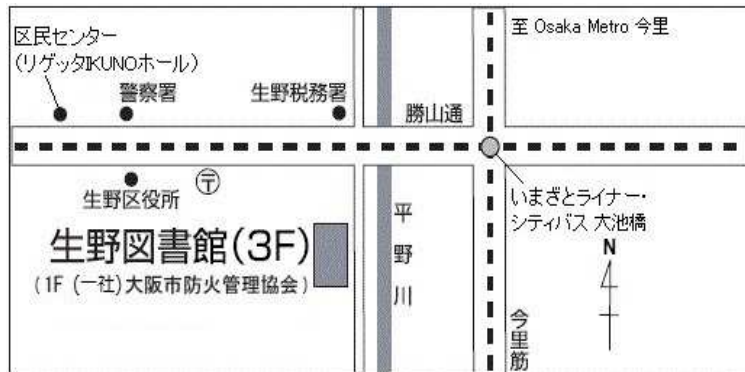 区民センター
(リゲッタIKUNOホール)
警察署
生野税務署
至 Osaka Metro 今里
勝山通
生野区役所
〒
いまざとライナー・
シティバス 大池橋
生野図書館(3F)
(1F (一社)大阪市防火管理協会)
平野川
N
今里筋